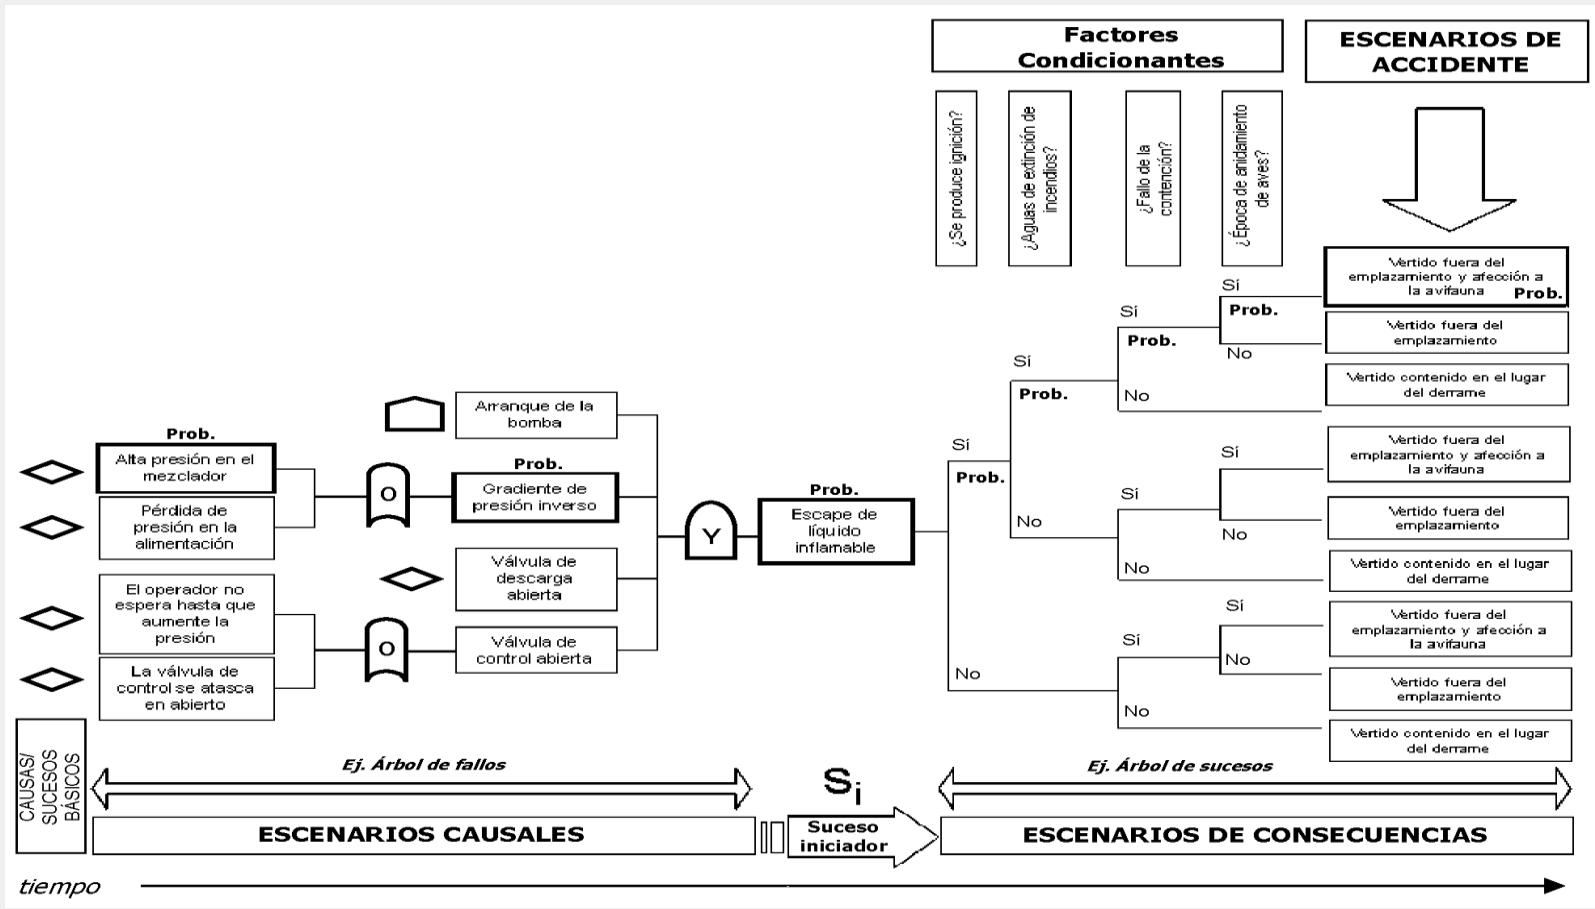 Factores
Condicionantes
ESCENARIOS DE
ACCIDENTE
¿Se produce ignición?
¿Aguas de extinción de
incendios?
¿Fallo de la
contención?
¿Época de anidamiento
de aves?
Arranque de la
bomba
Prob.
Alta presión en el
mezclador
Pérdida de
presión en la
alimentación
El operador no
espera hasta que
aumente la
presión
La válvula de
control se atasca
en abierto
O
O
Prob.
Gradiente de
presión inverso
Válvula de
descarga
abierta
Válvula de
control abierta
Y
Prob.
Escape de
líquido
inflamable
Sí
Prob.
No
Sí
Prob.
No
Sí
Prob.
No
Sí
Prob.
No
Sí
No
Sí
No
Sí
No
Sí
No
Vertido fuera del
emplazamiento y afección a
la avifauna
Prob.
Vertido fuera del
emplazamiento
Vertido contenido en el lugar
del derrame
Vertido fuera del
emplazamiento y afección a
la avifauna
Vertido fuera del
emplazamiento
Vertido contenido en el lugar
del derrame
Vertido fuera del
emplazamiento y afección a
la avifauna
Vertido fuera del
emplazamiento
Vertido contenido en el lugar
del derrame
CAUSAS/
SUCESOS
BÁSICOS
Ej. Árbol de fallos
Si
Ej. Árbol de sucesos
ESCENARIOS CAUSALES
Suceso
iniciador
ESCENARIOS DE CONSECUENCIAS
tiempo